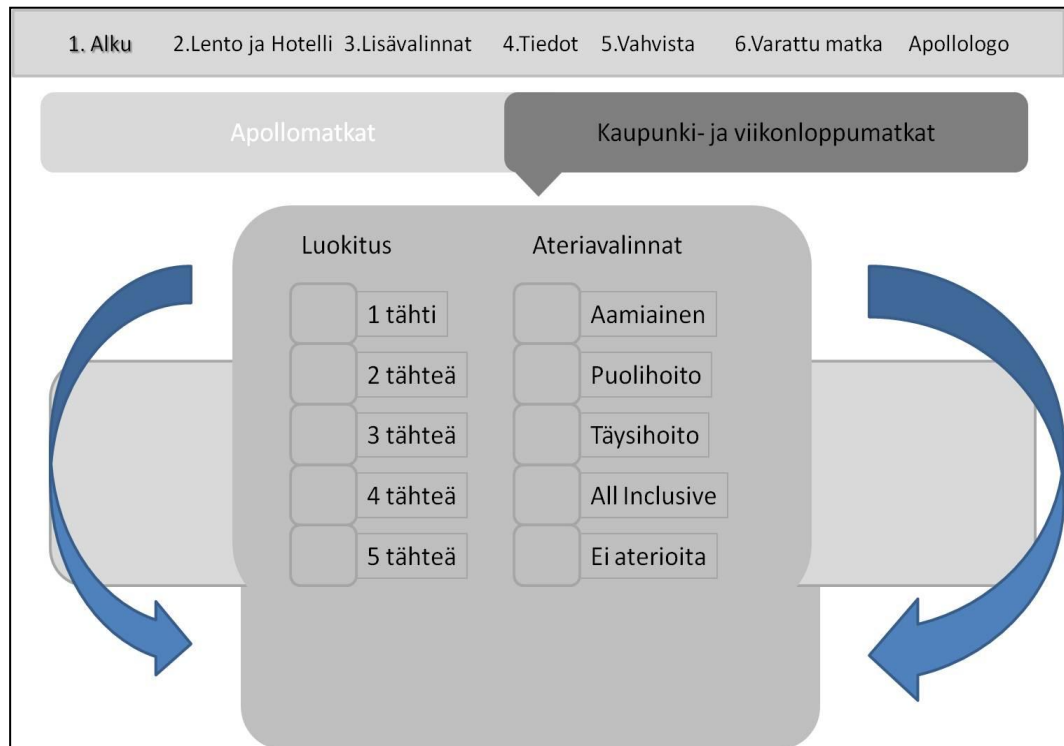 1. Alku 2.Lento ja Hotelli 3.Lisävalinnat 4.Tiedot 5.Vahvista 6.Varattu matka Apollologo
Apollomatkat Kaupunki- ja viikonloppumatkat
Luokitus Ateriavalinnat
1 tähti Aamiainen
2 tähteä Puolihoito
3 tähteä Täysihoito
4 tähteä All Inclusive
5 tähteä Ei aterioita